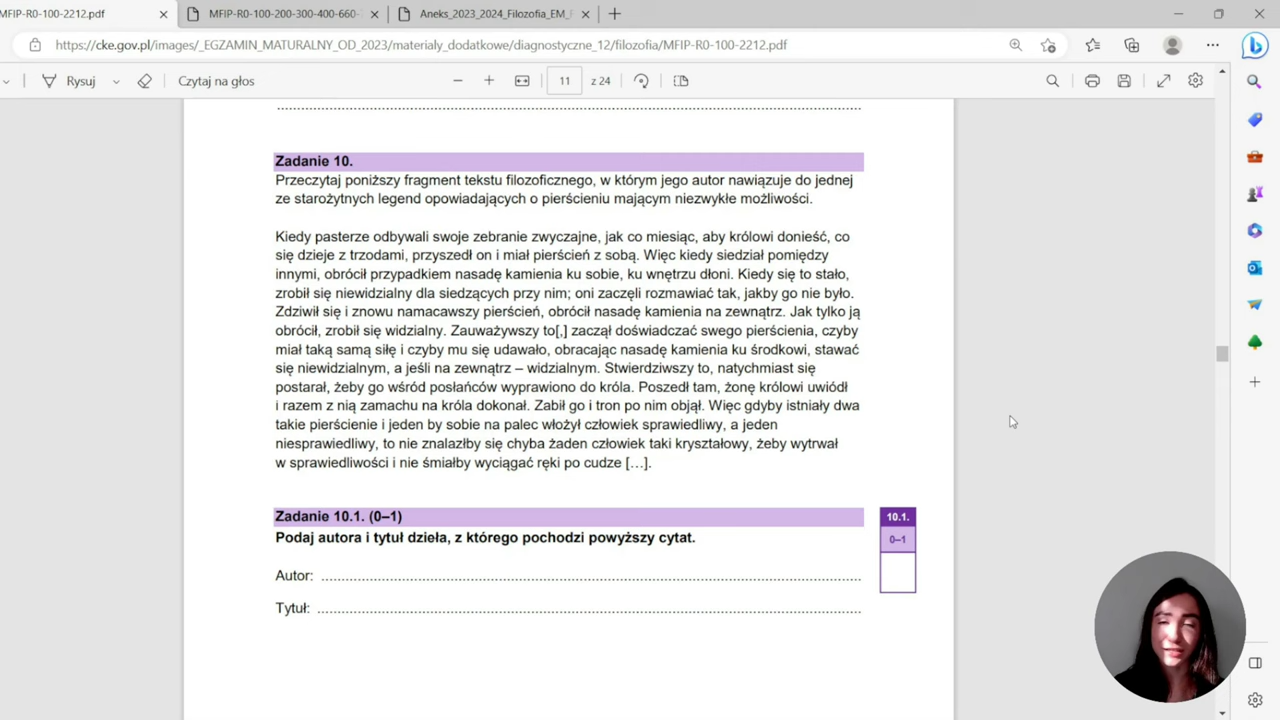 MFIP-R0-100-2212.pdf
MFIP-R0-100-200-300-400-660-
Aneks_2023_2024_Filozofia_EM_
https://cke.gov.pl/images/_EGZAMIN_MATURALNY_OD_2023/materialy_dodatkowe/diagnostyczne_12/filozofia/MFIP-R0-100-2212.pdf
Rysuj
Czytaj na głos
11
z 24
Zadanie 10.
Przeczytaj poniższy fragment tekstu filozoficznego, w którym jego autor nawiązuje do jednej
ze starożytnych legend opowiadających o pierścieniu mającym niezwykłe możliwości.
Kiedy pasterze odbywali swoje zebranie zwyczajne, jak co miesiąc, aby królowi donieść, co
się dzieje z trzodami, przyszedł on i miał pierścień z sobą. Więc kiedy siedział pomiędzy
innymi, obrócił przypadkiem nasadę kamienia ku sobie, ku wnętrzu dłoni. Kiedy się to stało,
zrobił się niewidzialny dla siedzących przy nim; oni zaczęli rozmawiać tak, jakby go nie było.
Zdziwił się i znowu namacawszy pierścień, obrócił nasadę kamienia na zewnątrz. Jak tylko ją
obrócił, zrobił się widzialny. Zauważywszy to[,] zaczął doświadczać swego pierścienia, czyby
miał taką samą siłę i czyby mu się udawało, obracając nasadę kamienia ku środkowi, stawać
się niewidzialnym, a jeśli na zewnątrz – widzialnym. Stwierdziwszy to, natychmiast się
postarał, żeby go wśród posłańców wyprawiono do króla. Poszedł tam, żonę królowi uwiódł
i razem z nią zamachu na króla dokonał. Zabił go i tron po nim objął. Więc gdyby istniały dwa
takie pierścienie i jeden by sobie na palec włożył człowiek sprawiedliwy, a jeden
niesprawiedliwy, to nie znalazłby się chyba żaden człowiek taki kryształowy, żeby wytrwał
w sprawiedliwości i nie śmiałby wyciągać ręki po cudze […].
Zadanie 10.1. (0–1)
10.1.
0–1
Podaj autora i tytuł dzieła, z którego pochodzi powyższy cytat.
Autor:
Tytuł: